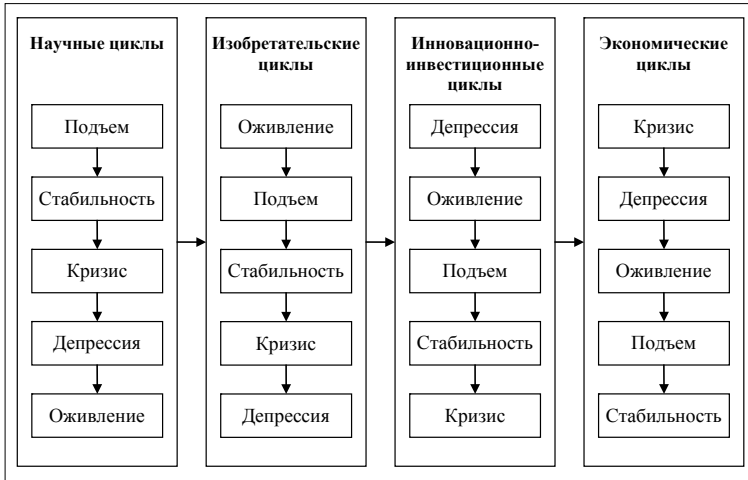 Научные циклы
Подъем
Стабильность
Кризис
Депрессия
Оживление
Изобретательские
циклы
Оживление
Подъем
Стабильность
Кризис
Депрессия
Инновационно-
инвестиционные
циклы
Депрессия
Оживление
Подъем
Стабильность
Кризис
Экономические
циклы
Кризис
Депрессия
Оживление
Подъем
Стабильность